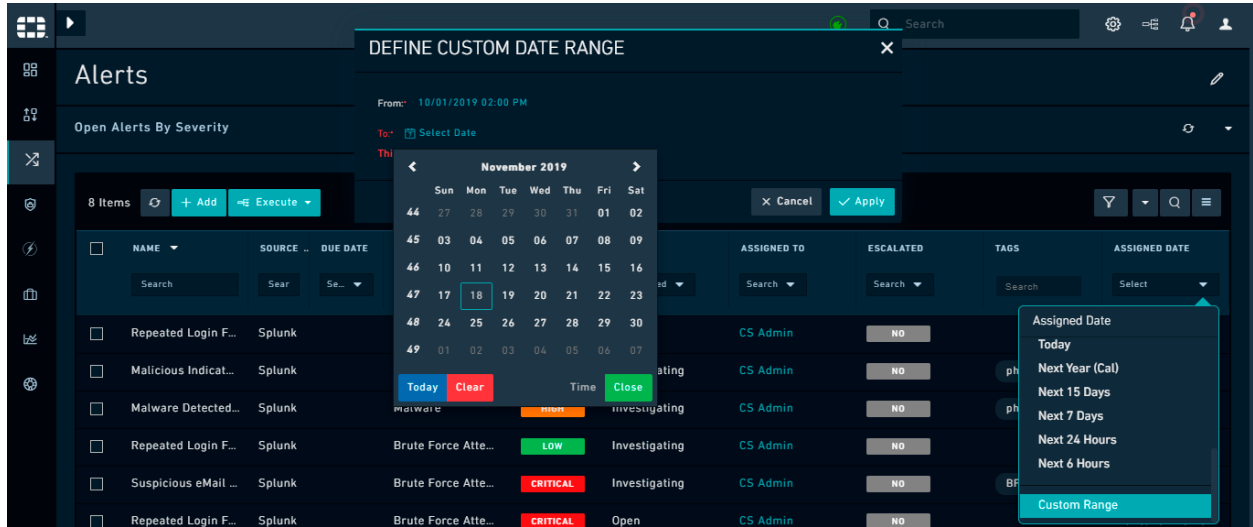 Search
DEFINE CUSTOM DATE RANGE
Alerts
From:* 10/01/2019 02:00 PM
Open Alerts By Severity
To:* Select Date
November 2019
8 Items + Add Execute
Cancel Apply
Sun Mon Tue Wed Thu Fri Sat
44 27 28 29 30 31 01 02
45 03 04 05 06 07 08 09
46 10 11 12 13 14 15 16
47 17 18 19 20 21 22 23
48 24 25 26 27 28 29 30
49 01 02 03 04 05 06 07
Today Clear Time Close
NAME SOURCE .. DUE DATE ASSIGNED TO ESCALATED TAGS ASSIGNED DATE
Search Sear Se... Search Search Search Select
Repeated Login F... Splunk CS Admin NO
Malicious Indicat... Splunk CS Admin NO
Malware Detected... Splunk Malware HIGH Investigating CS Admin NO
Repeated Login F... Splunk Brute Force Atte... LOW Investigating CS Admin NO
Suspicious eMail ... Splunk Brute Force Atte... CRITICAL Investigating CS Admin NO
Repeated Login F... Splunk Brute Force Atte... CRITICAL Open CS Admin NO
Assigned Date
Today
Next Year (Cal)
Next 15 Days
Next 7 Days
Next 24 Hours
Next 6 Hours
Custom Range